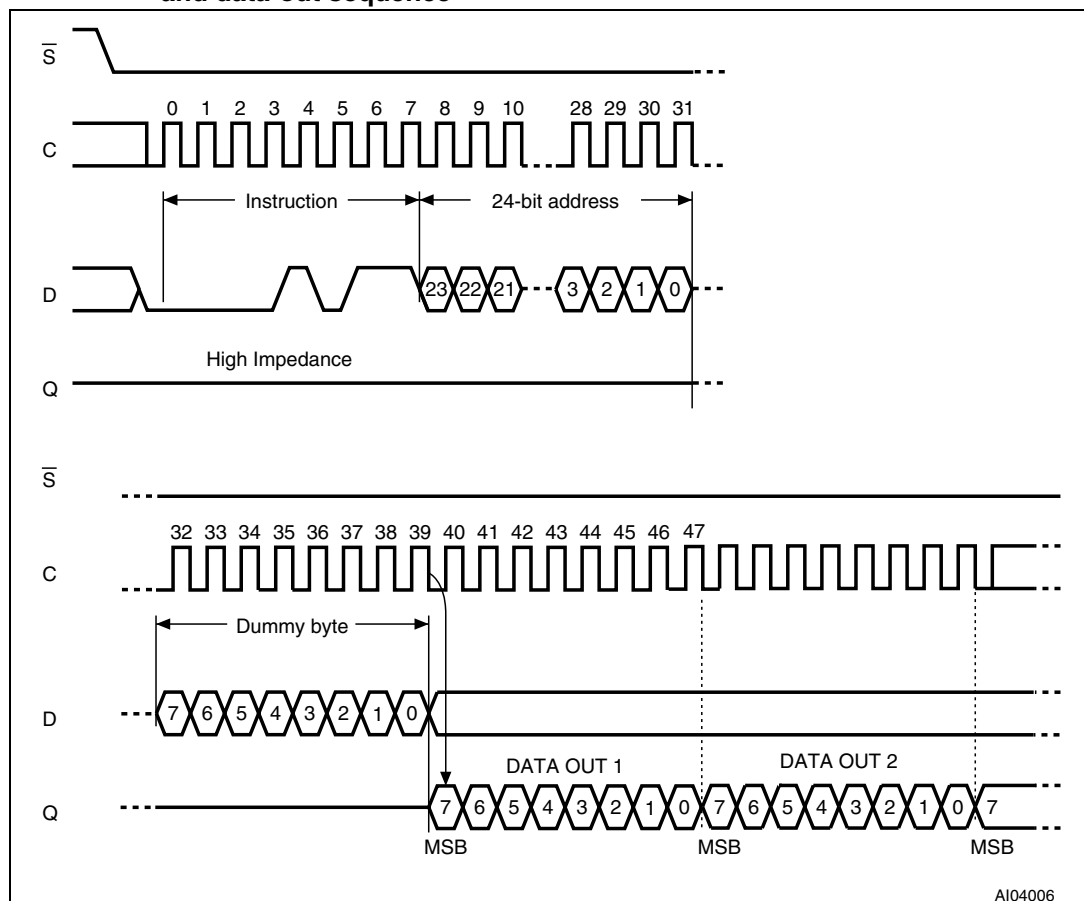 and data-out sequence
S
0 1 2 3 4 5 6 7 8 9 10 28 29 30 31
C
Instruction 24-bit address
D 23 22 21 3 2 1 0
High Impedance
Q
S
32 33 34 35 36 37 38 39 40 41 42 43 44 45 46 47
C
Dummy byte
D 7 6 5 4 3 2 1 0
DATA OUT 1 DATA OUT 2
Q 7 6 5 4 3 2 1 0 7 6 5 4 3 2 1 0 7
MSB MSB MSB
AI04006